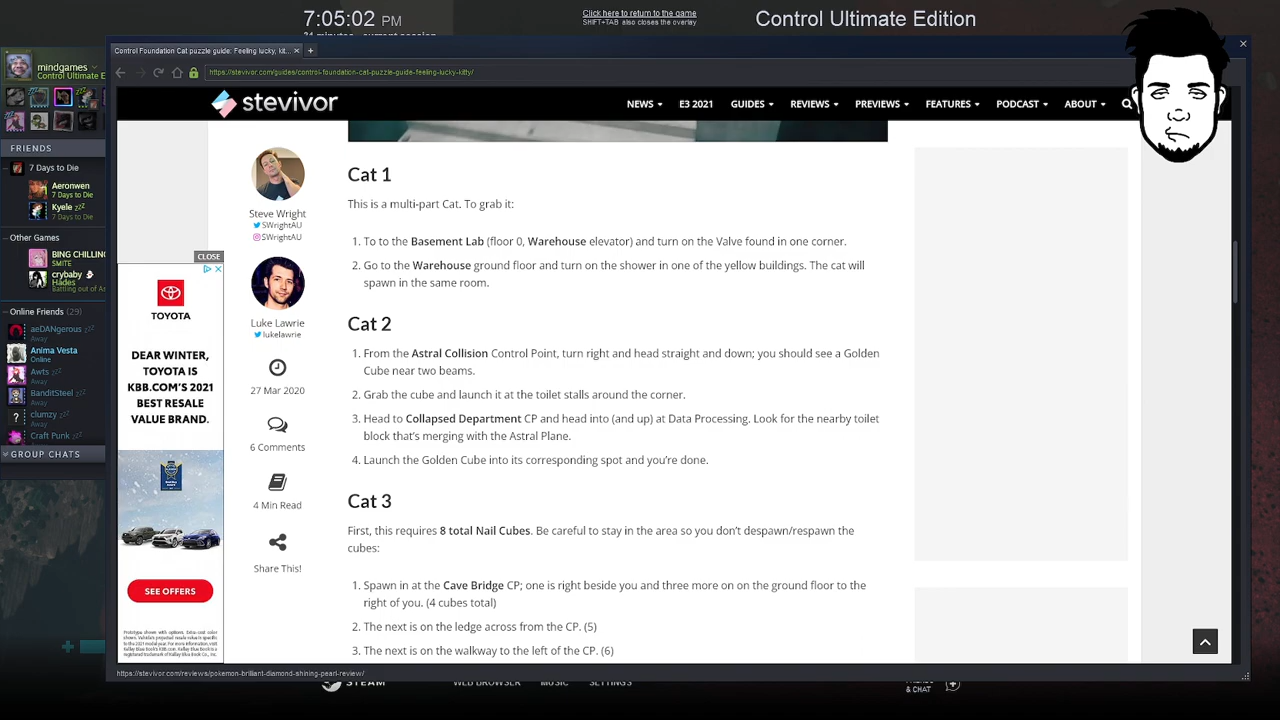 7:05:02 PM
Click here to return to the game
SHIFT+TAB also closes the overlay
Control Ultimate Edition
Control Foundation Cat puzzle guide: Feeling lucky, kit...
https://stevivor.com/guides/control-foundation-cat-puzzle-guide-feeling-lucky-kitty/
mindgames
Control Ultimate E
FRIENDS
7 Days to Die
Aeronwen
7 Days to Die
Kyele
7 Days to Die
Other Games
BING CHILLING
SMITE
crybaby
Hades
Battling out of As
Online Friends (29)
aeDANgerous
Away
Anima Vesta
Online
Awts
Away
BanditSteel
Away
clumzy
Away
Craft Punk
GROUP CHATS
stevivor
NEWS
E3 2021
GUIDES
REVIEWS
PREVIEWS
FEATURES
PODCAST
ABOUT
CLOSE
TOYOTA
DEAR WINTER,
TOYOTA IS
KBB.COM'S 2021
BEST RESALE
VALUE BRAND.
SEE OFFERS
Steve Wright
SWrightAU
SWrightAU
Luke Lawrie
lukelawrie
27 Mar 2020
6 Comments
4 Min Read
Share This!
Cat 1
This is a multi-part Cat. To grab it:
1. To to the Basement Lab (floor 0, Warehouse elevator) and turn on the Valve found in one corner.
2. Go to the Warehouse ground floor and turn on the shower in one of the yellow buildings. The cat will
spawn in the same room.
Cat 2
1. From the Astral Collision Control Point, turn right and head straight and down; you should see a Golden
Cube near two beams.
2. Grab the cube and launch it at the toilet stalls around the corner.
3. Head to Collapsed Department CP and head into (and up) at Data Processing. Look for the nearby toilet
block that's merging with the Astral Plane.
4. Launch the Golden Cube into its corresponding spot and you're done.
Cat 3
First, this requires 8 total Nail Cubes. Be careful to stay in the area so you don't despawn/respawn the
cubes:
1. Spawn in at the Cave Bridge CP; one is right beside you and three more on on the ground floor to the
right of you. (4 cubes total)
2. The next is on the ledge across from the CP. (5)
3. The next is on the walkway to the left of the CP. (6)
https://stevivor.com/reviews/pokemon-brilliant-diamond-shining-pearl-review/
STEAM
WEB BROWSER
MUSIC
SETTINGS
FRIENDS
& CHAT